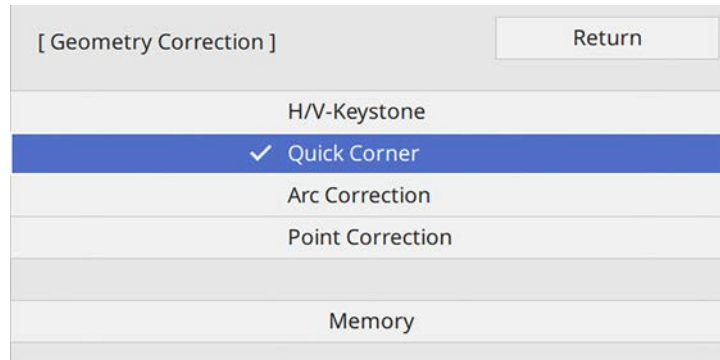 [ Geometry Correction ] Return
H/V-Keystone
✓ Quick Corner
Arc Correction
Point Correction
Memory